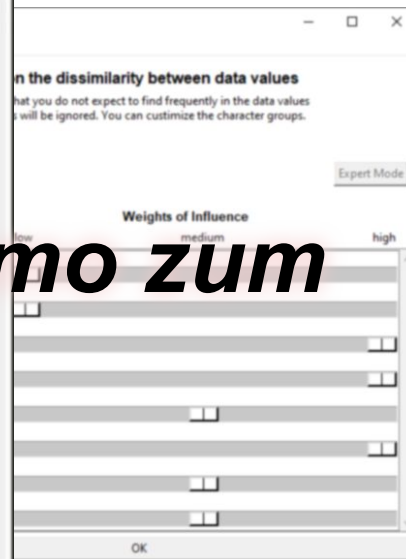 n the dissimilarity between data values
hat you do not expect to find frequently in the data values
will be ignored. You can custimize the character groups.
Expert Mode
Weights of Influence
low medium high
mo zum
OK